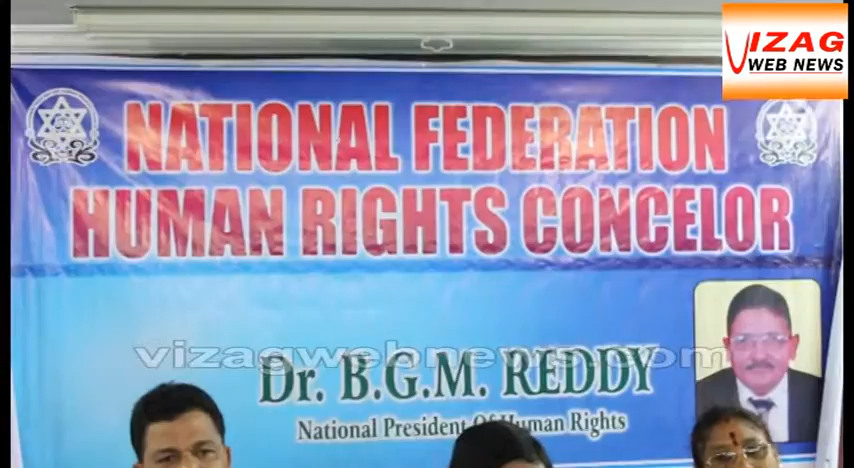 VIZAG
WEB NEWS
NATIONAL FEDERATION
HUMAN RIGHTS CONCELOR
vizagwebnews.com
Dr. B.G.M. REDDY
National President Of Human Rights